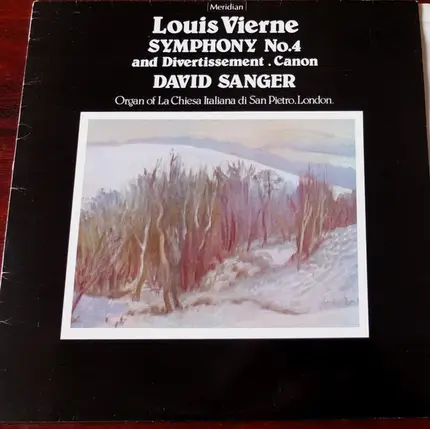 Meridian
Louis Vierne
SYMPHONY No.4
and Divertissement . Canon
DAVID SANGER
Organ of La Chiesa Italiana di San Pietro. London.